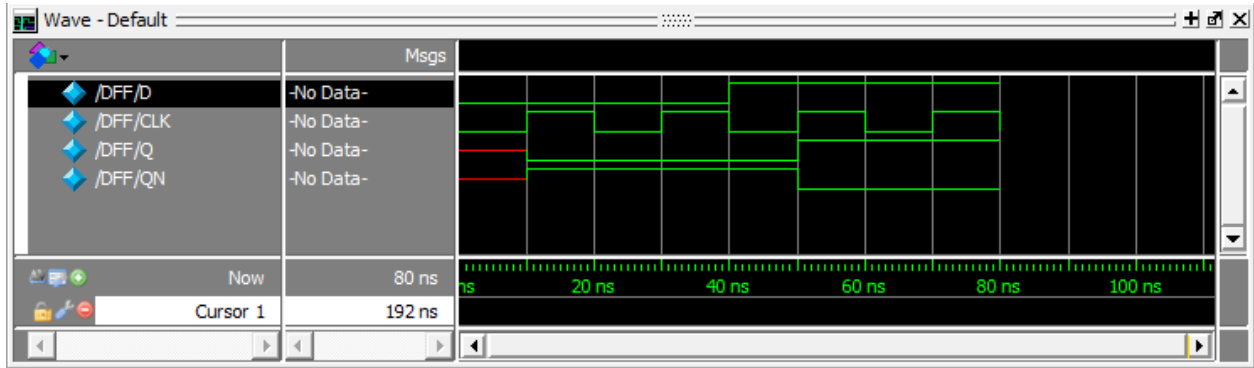 Wave - Default
Msgs
/DFF/D -No Data-
/DFF/CLK -No Data-
/DFF/Q -No Data-
/DFF/QN -No Data-
Now 80 ns ns 20 ns 40 ns 60 ns 80 ns 100 ns
Cursor 1 192 ns